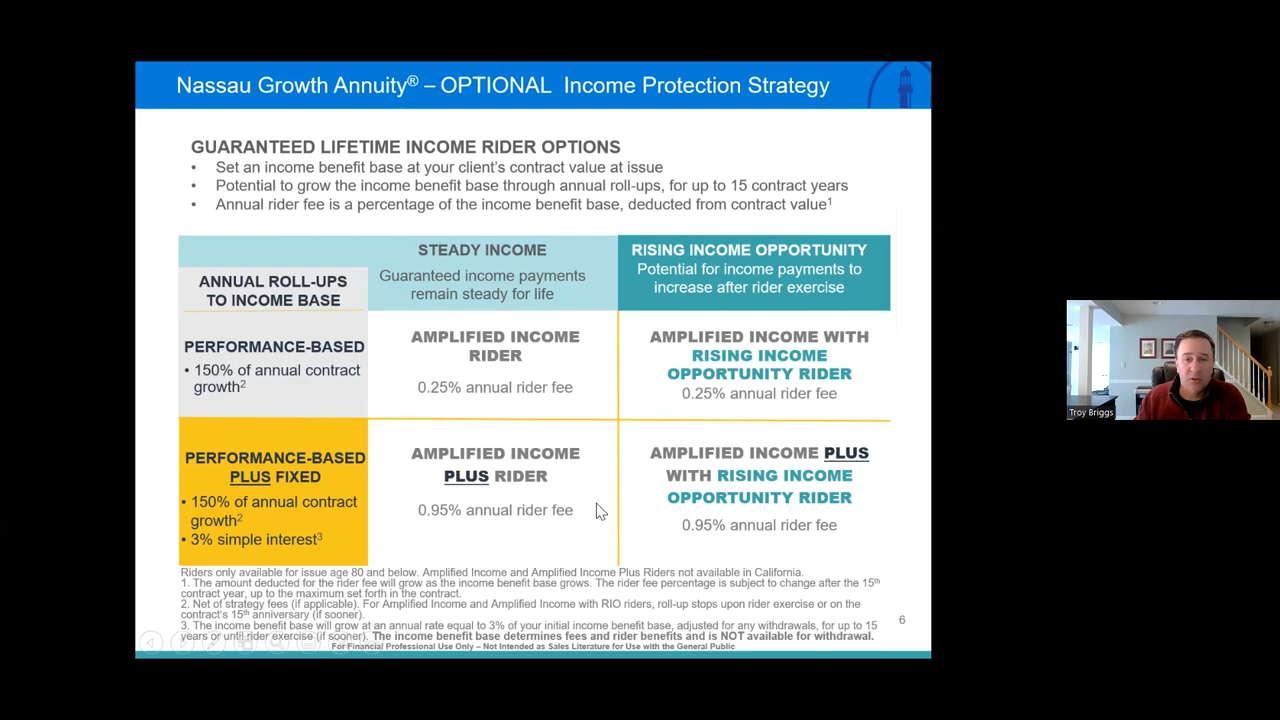 Nassau Growth Annuity® – OPTIONAL Income Protection Strategy
GUARANTEED LIFETIME INCOME RIDER OPTIONS
• Set an income benefit base at your client's contract value at issue
• Potential to grow the income benefit base through annual roll-ups, for up to 15 contract years
• Annual rider fee is a percentage of the income benefit base, deducted from contract value1
ANNUAL ROLL-UPS
TO INCOME BASE
STEADY INCOME
Guaranteed income payments
remain steady for life
RISING INCOME OPPORTUNITY
Potential for income payments to
increase after rider exercise
PERFORMANCE-BASED
• 150% of annual contract
growth2
AMPLIFIED INCOME
RIDER
0.25% annual rider fee
AMPLIFIED INCOME WITH
RISING INCOME
OPPORTUNITY RIDER
0.25% annual rider fee
PERFORMANCE-BASED
PLUS FIXED
• 150% of annual contract
growth2
• 3% simple interest3
AMPLIFIED INCOME
PLUS RIDER
0.95% annual rider fee
AMPLIFIED INCOME PLUS
WITH RISING INCOME
OPPORTUNITY RIDER
0.95% annual rider fee
Riders only available for issue age 80 and below. Amplified Income and Amplified Income Plus Riders not available in California.
1. The amount deducted for the rider fee will grow as the income benefit base grows. The rider fee percentage is subject to change after the 15th
contract year, up to the maximum set forth in the contract.
2. Net of strategy fees (if applicable). For Amplified Income and Amplified Income with RIO riders, roll-up stops upon rider exercise or on the
contract's 15th anniversary (if sooner).
3. The income benefit base will grow at an annual rate equal to 3% of your initial income benefit base, adjusted for any withdrawals, for up to 15
years or until rider exercise (if sooner). The income benefit base determines fees and rider benefits and is NOT available for withdrawal.
For Financial Professional Use Only – Not Intended as Sales Literature for Use with the General Public
6
Troy Briggs